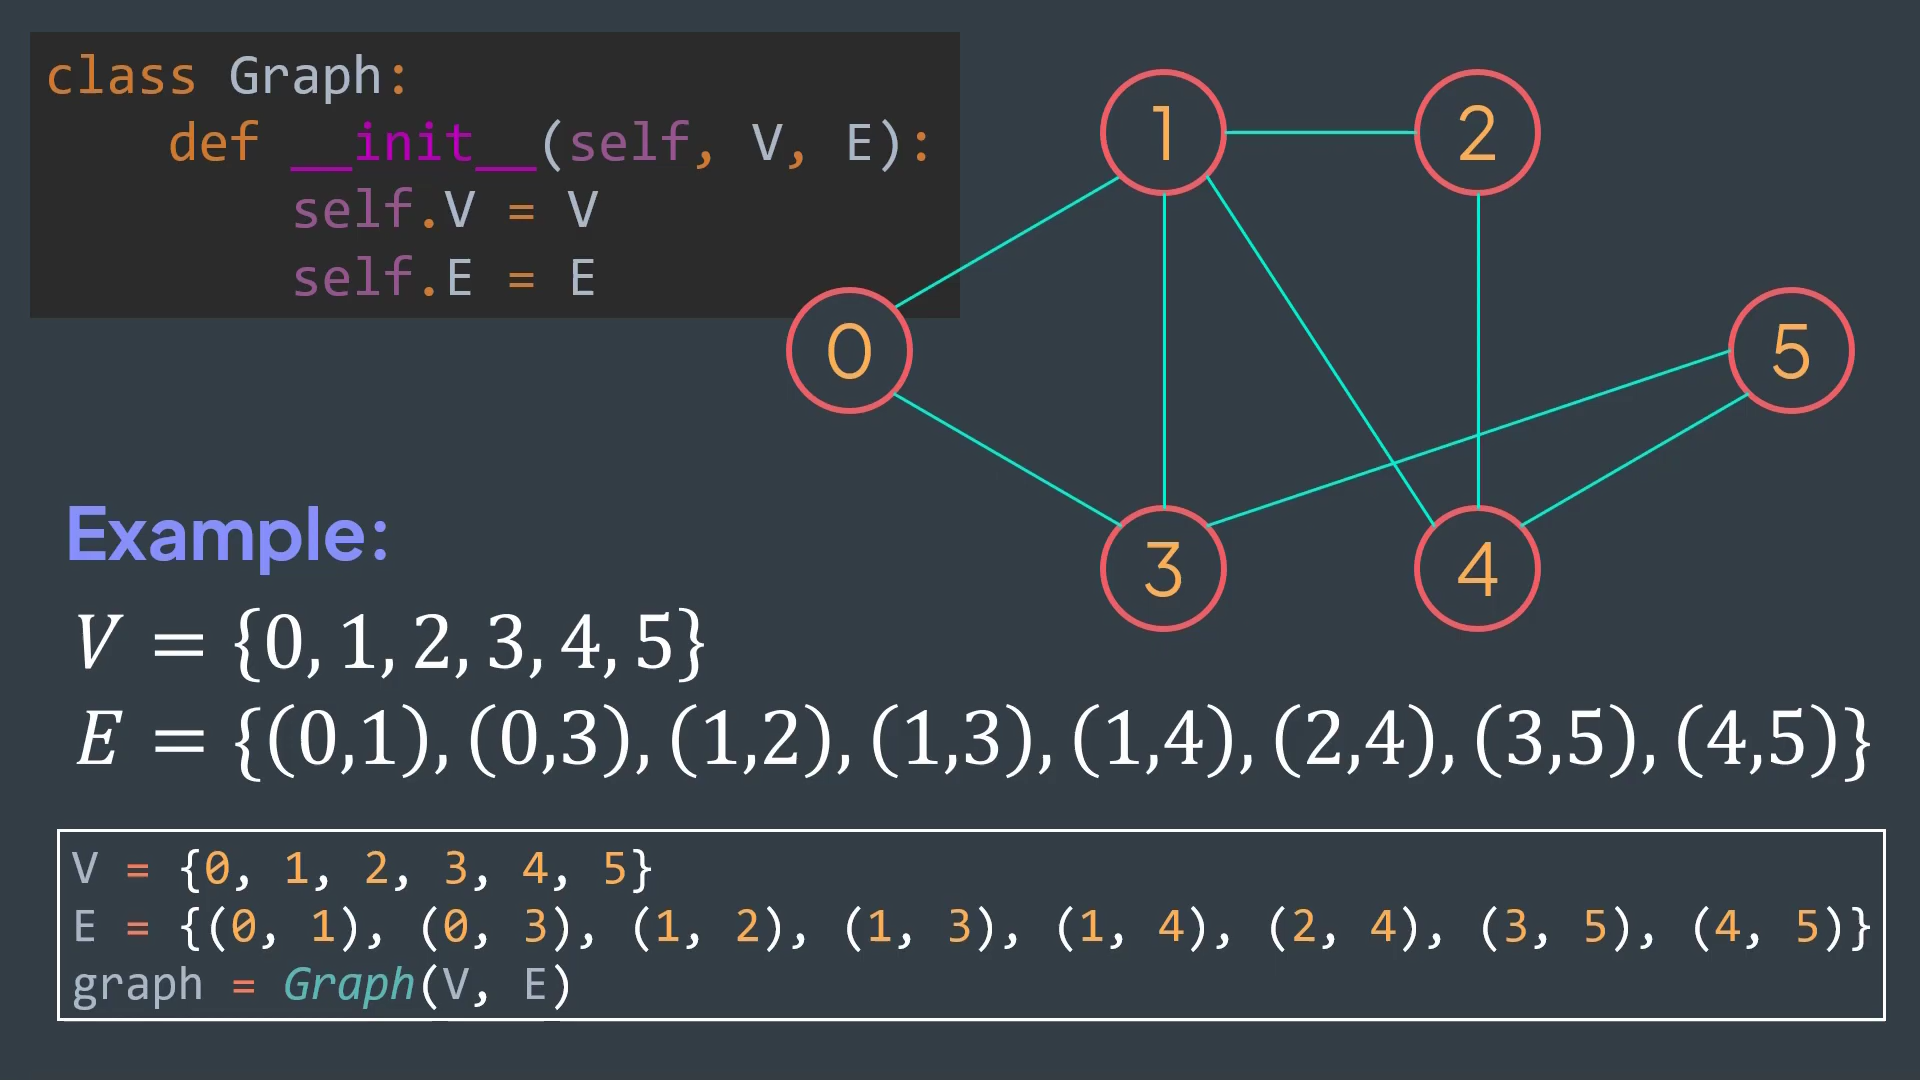 class Graph:
def __init__(self, V, E):
self.V = V
self.E = E
1
2
0
5
3
4
Example:
V = {0, 1, 2, 3, 4, 5}
E = {(0,1), (0,3), (1,2), (1,3), (1,4), (2,4), (3,5), (4,5)}
V = {0, 1, 2, 3, 4, 5}
E = {(0, 1), (0, 3), (1, 2), (1, 3), (1, 4), (2, 4), (3, 5), (4, 5)}
graph = Graph(V, E)